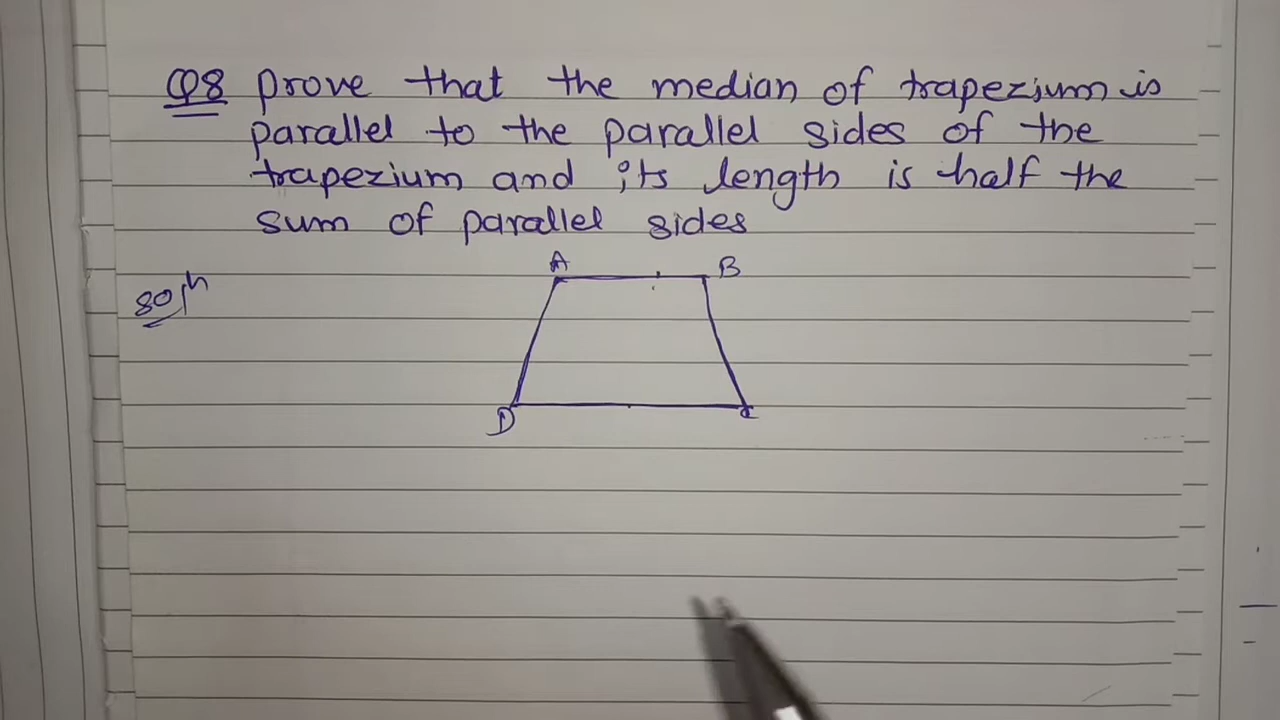 Q8 prove that the median of trapezium is
parallel to the parallel sides of the
trapezium and its length is half the
sum of parallel sides
A B
Soln
D C